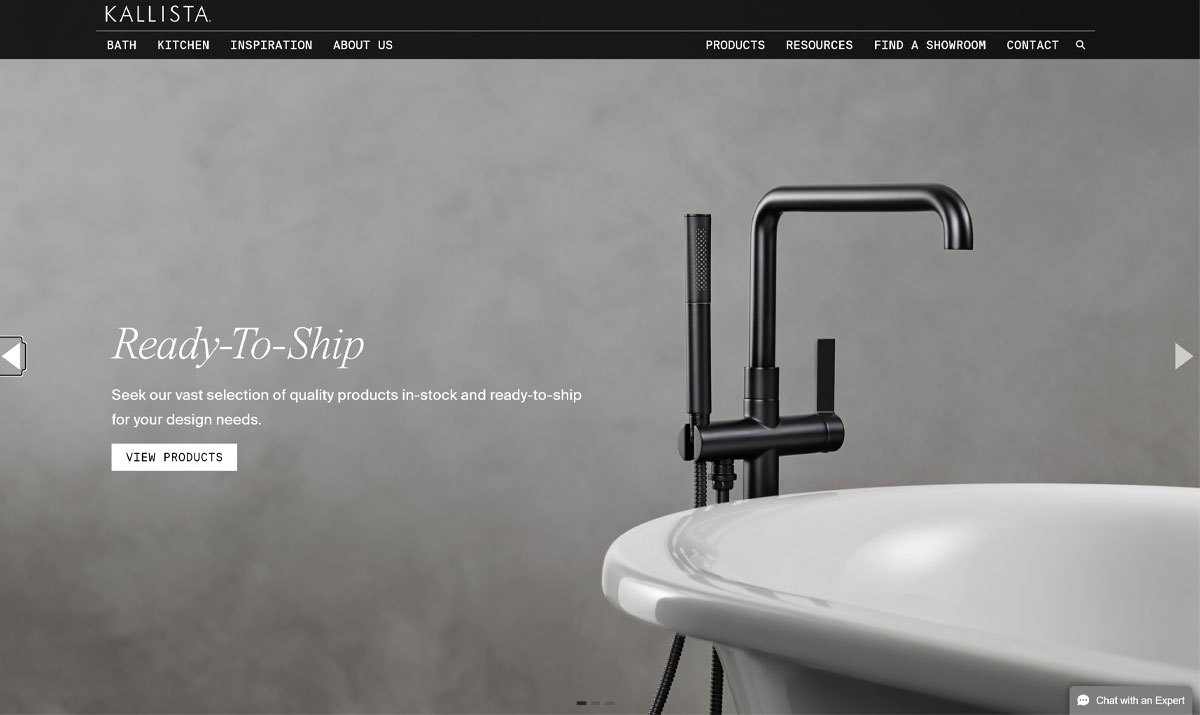 KALLISTA.
BATH KITCHEN INSPIRATION ABOUT US PRODUCTS RESOURCES FIND A SHOWROOM CONTACT
Ready-To-Ship
Seek our vast selection of quality products in-stock and ready-to-ship
for your design needs.
VIEW PRODUCTS
Chat with an Expert